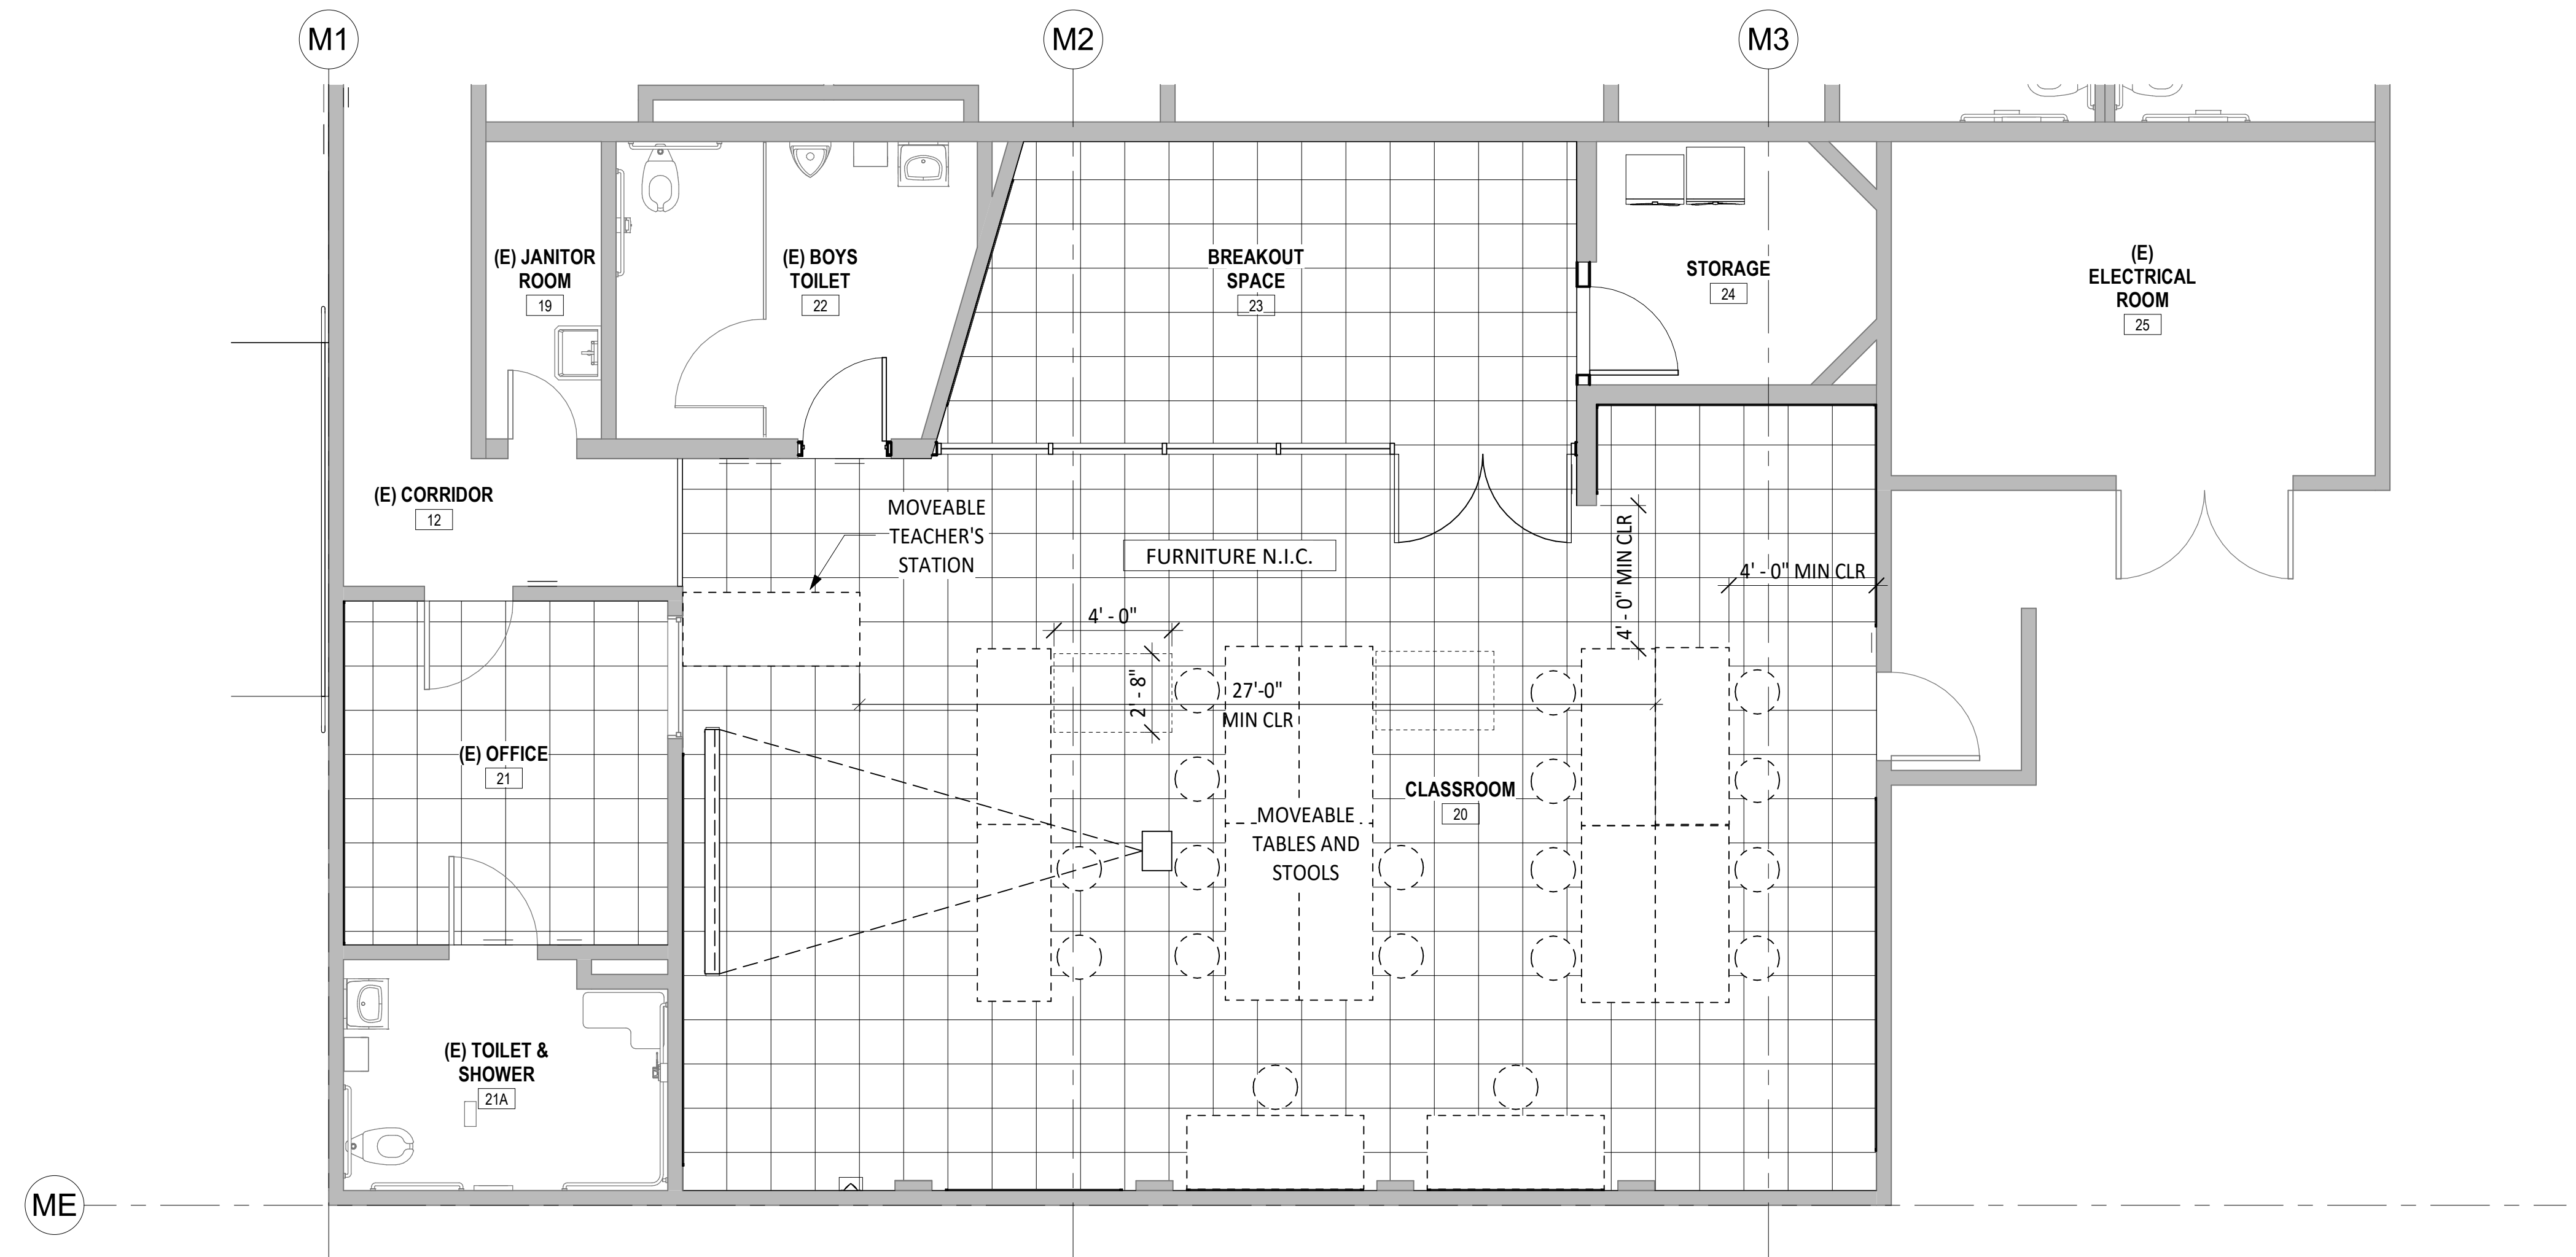 M1
M2
M3
(E) JANITOR
ROOM
19
(E) BOYS
TOILET
22
BREAKOUT
SPACE
23
STORAGE
24
(E)
ELECTRICAL
ROOM
25
(E) CORRIDOR
12
MOVEABLE
TEACHER'S
STATION
FURNITURE N.I.C.
4' - 0" MIN CLR
4' - 0" MIN CLR
4' - 0"
2' - 8"
27'-0"
MIN CLR
(E) OFFICE
21
CLASSROOM
20
MOVEABLE
TABLES AND
STOOLS
(E) TOILET &
SHOWER
21A
ME